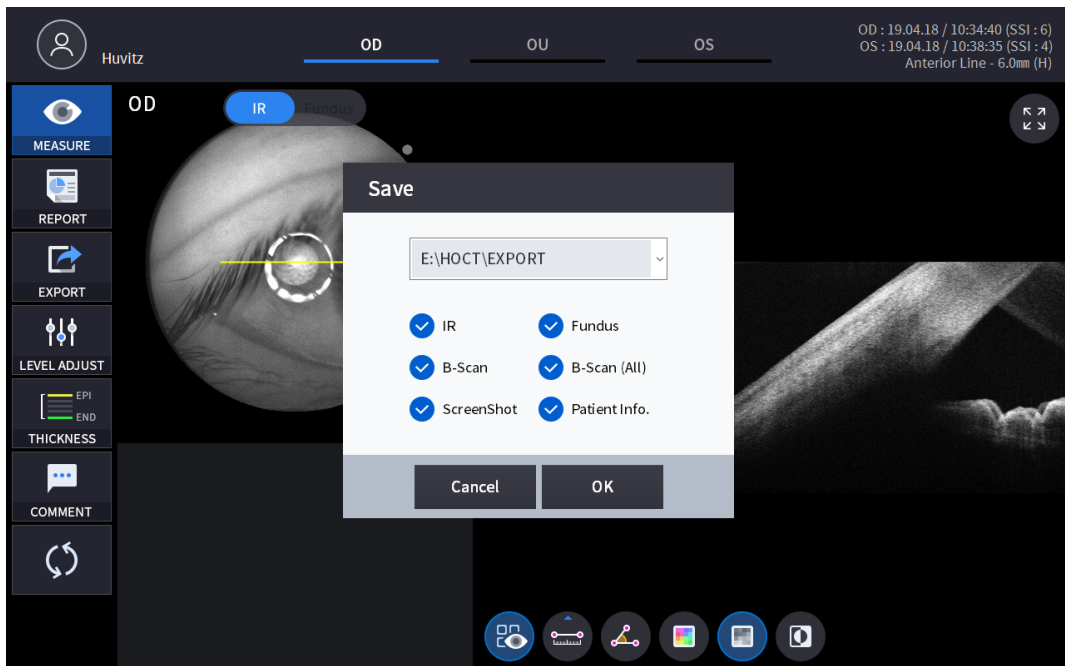 Huvitz
OD OU OS
OD : 19.04.18 / 10:34:40 (SSI : 6)
OS : 19.04.18 / 10:38:35 (SSI : 4)
Anterior Line - 6.0mm (H)
MEASURE
REPORT
EXPORT
LEVEL ADJUST
EPI
END
THICKNESS
COMMENT
OD
IR Fundus
Save
E:\HOCT\EXPORT
IR Fundus
B-Scan B-Scan (All)
ScreenShot Patient Info.
Cancel OK